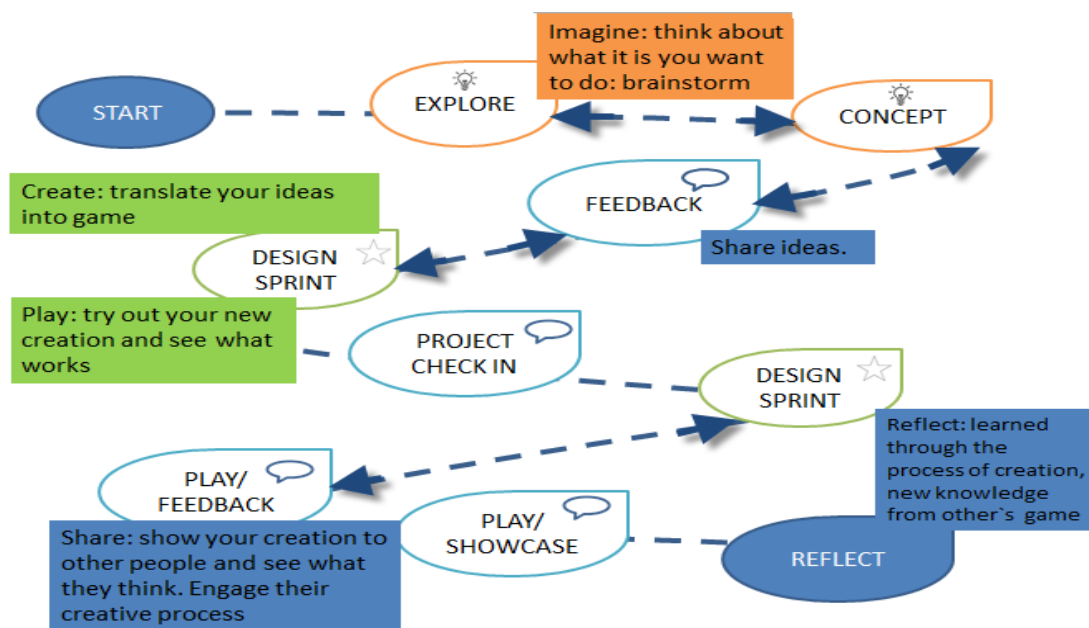 START
EXPLORE
Imagine: think about
what it is you want
to do: brainstorm
CONCEPT
FEEDBACK
Share ideas.
Create: translate your ideas
into game
DESIGN
SPRINT
Play: try out your new
creation and see what
works
PROJECT
CHECK IN
DESIGN
SPRINT
PLAY/
FEEDBACK
Share: show your creation to
other people and see what
they think. Engage their
creative process
PLAY/
SHOWCASE
Reflect: learned
through the
process of creation,
new knowledge
from other`s game
REFLECT